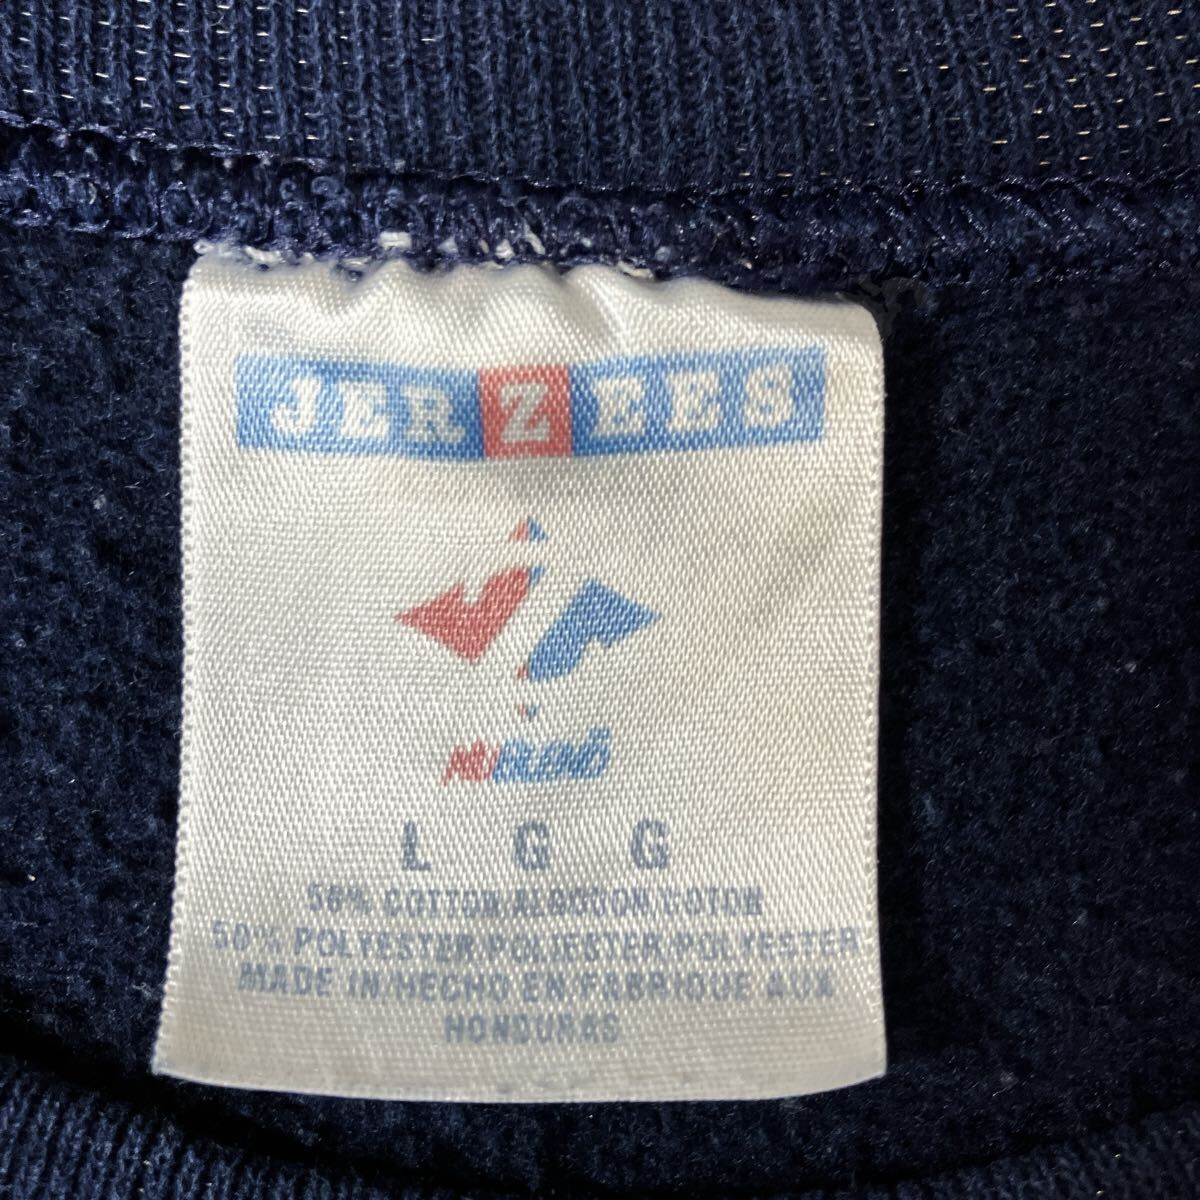 JERZEES
NUBLEND
L G G
50% COTTON/ALGODON/COTON
50% POLYESTER/POLIESTER/POLYESTER
MADE IN/HECHO EN/FABRIQUE AUX
HONDURAS